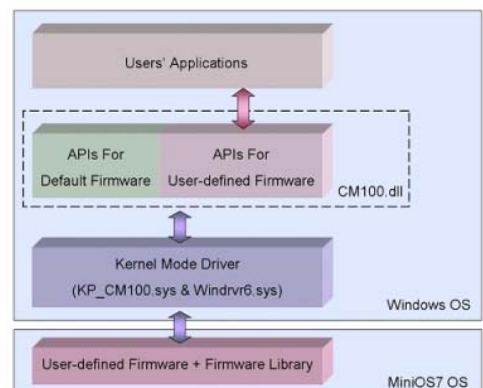 Users' Applications
APIs For
Default Firmware
APIs For
User-defined Firmware
CM100.dll
Kernel Mode Driver
(KP_CM100.sys & Windrvr6.sys)
Windows OS
User-defined Firmware + Firmware Library
MiniOS7 OS